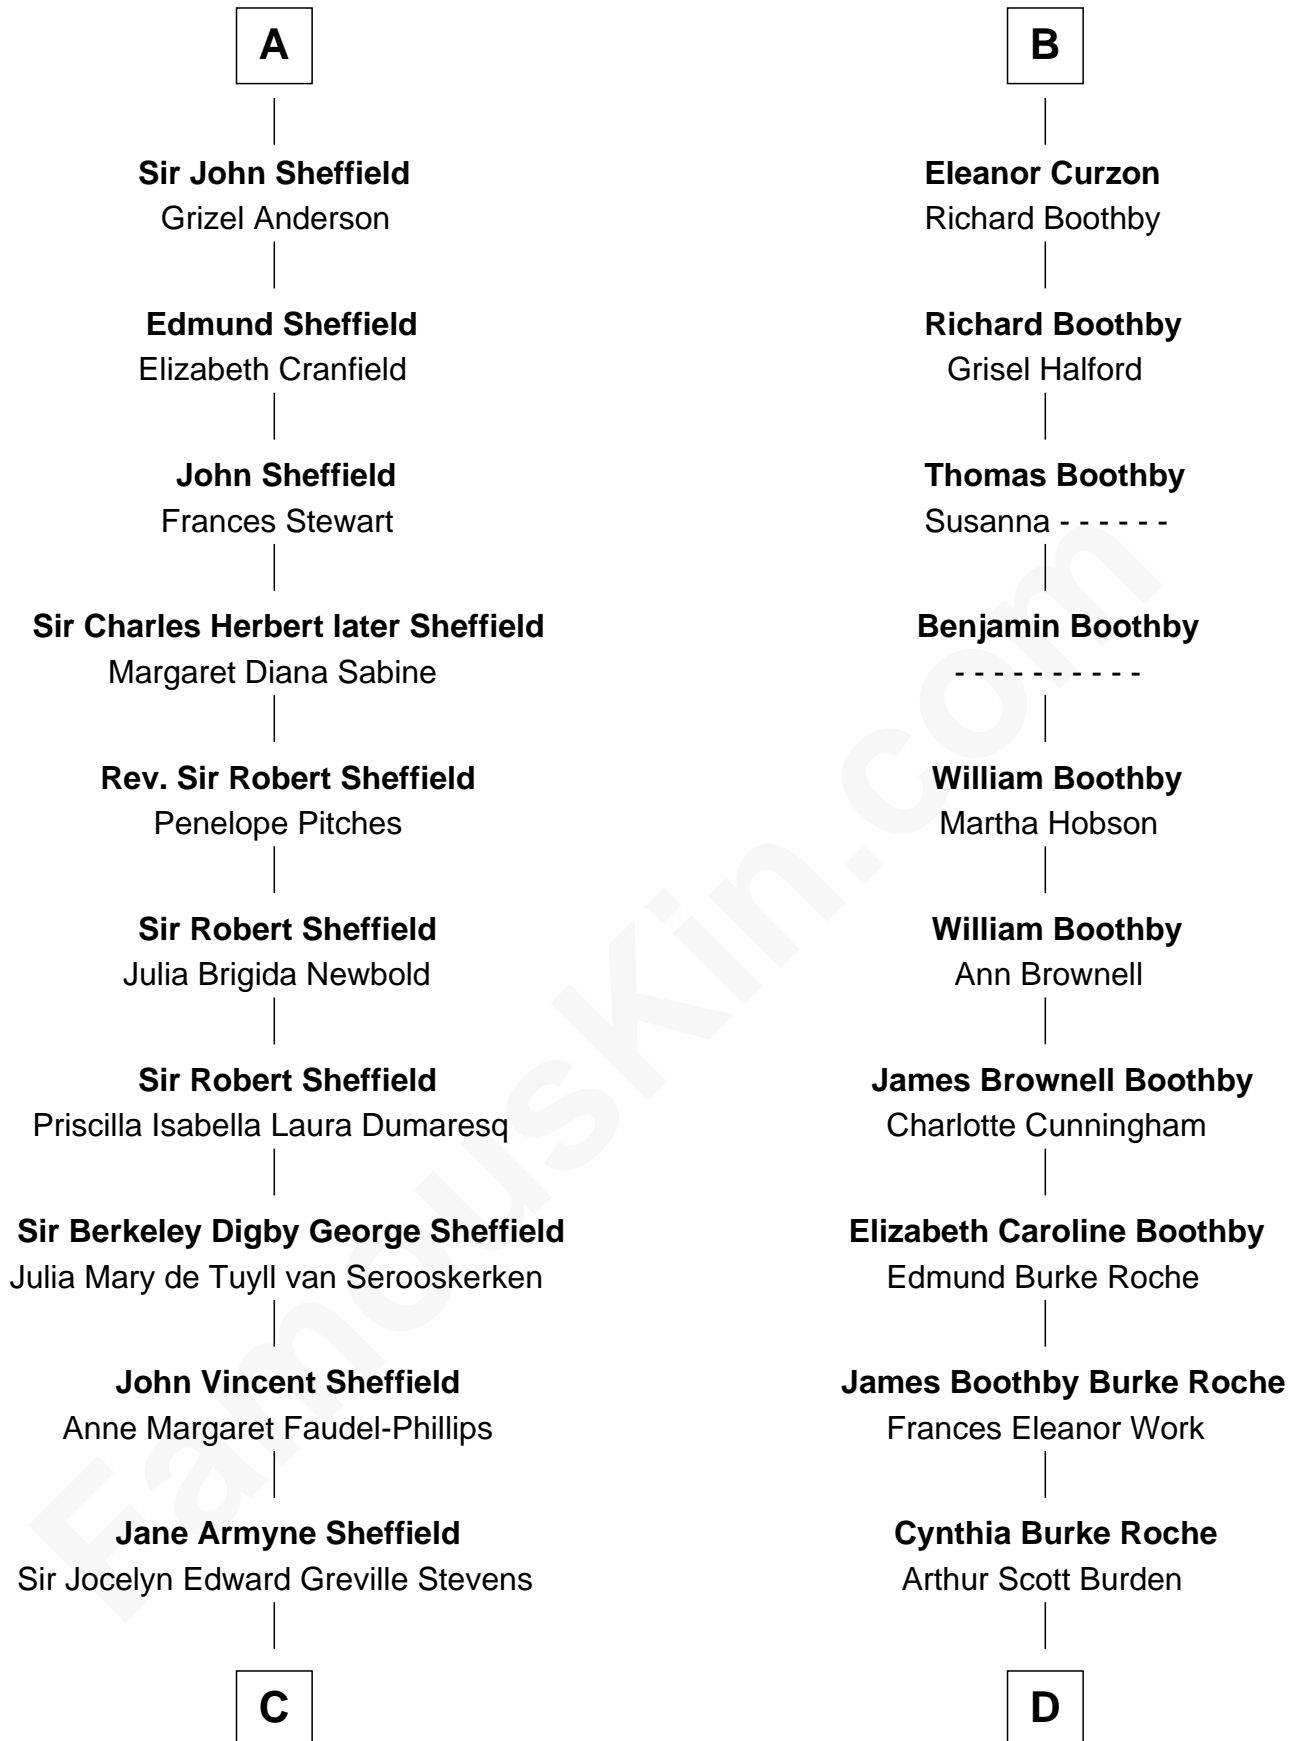 A
Sir John Sheffield
Grizel Anderson
Edmund Sheffield
Elizabeth Cranfield
John Sheffield
Frances Stewart
Sir Charles Herbert later Sheffield
Margaret Diana Sabine
Rev. Sir Robert Sheffield
Penelope Pitches
Sir Robert Sheffield
Julia Brigida Newbold
Sir Robert Sheffield
Priscilla Isabella Laura Dumaresq
Sir Berkeley Digby George Sheffield
Julia Mary de Tuyll van Serooskerken
John Vincent Sheffield
Anne Margaret Faudel-Phillips
Jane Armyne Sheffield
Sir Jocelyn Edward Greville Stevens
C
B
Eleanor Curzon
Richard Boothby
Richard Boothby
Grisel Halford
Thomas Boothby
Susanna - - - - - -
Benjamin Boothby
- - - - - - - - - -
William Boothby
Martha Hobson
William Boothby
Ann Brownell
James Brownell Boothby
Charlotte Cunningham
Elizabeth Caroline Boothby
Edmund Burke Roche
James Boothby Burke Roche
Frances Eleanor Work
Cynthia Burke Roche
Arthur Scott Burden
D
FamousKin.com